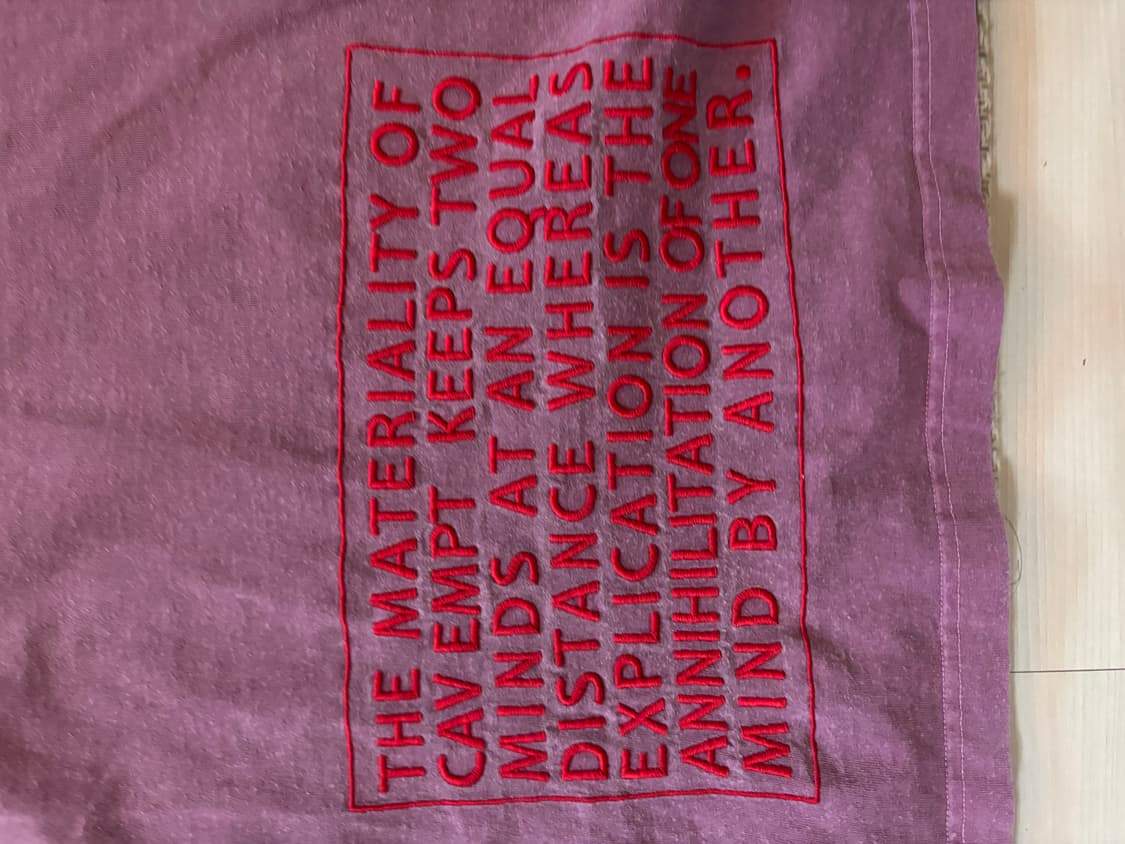 THE MATERIALITY OF
CAV EMPT KEEPS TWO
MINDS AT AN EQUAL
DISTANCE WHEREAS
EXPLICATION IS THE
ANNIHILITATION OF ONE
MIND BY ANOTHER.